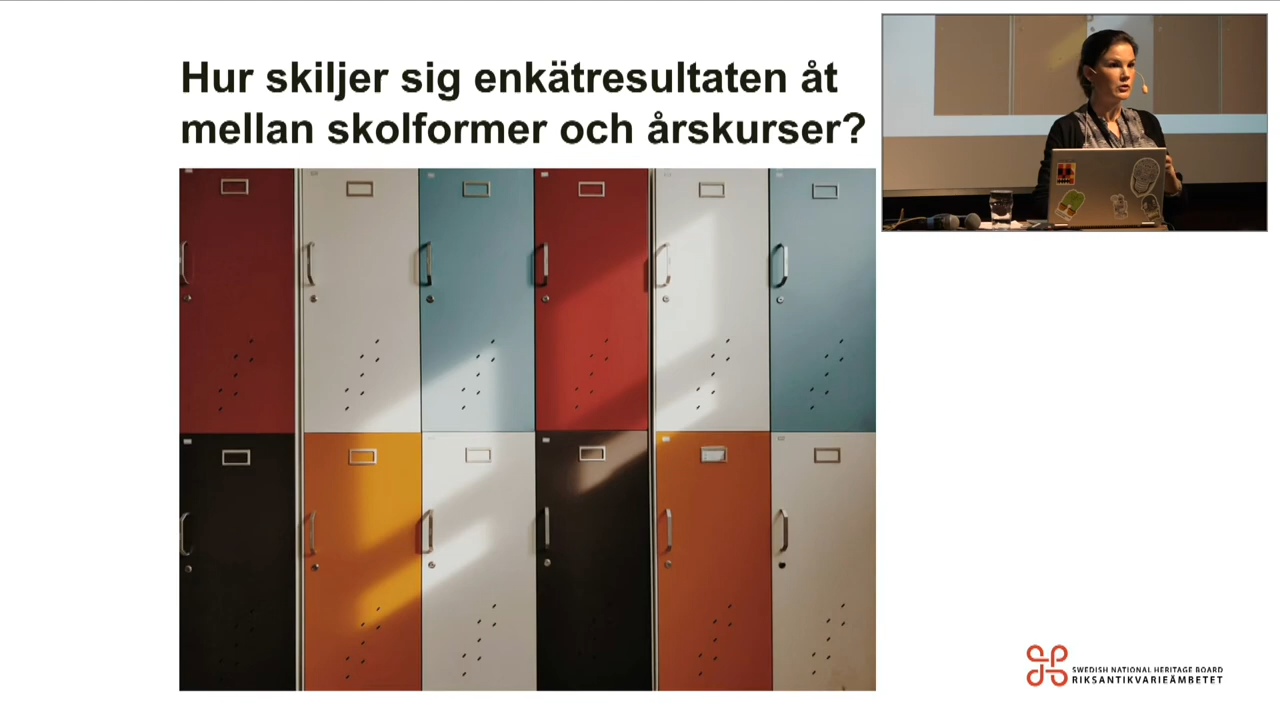 Hur skiljer sig enkätresultaten åt
mellan skolformer och årskurser?
SWEDISH NATIONAL HERITAGE BOARD
RIKSANTIKVARIEÄMBETET